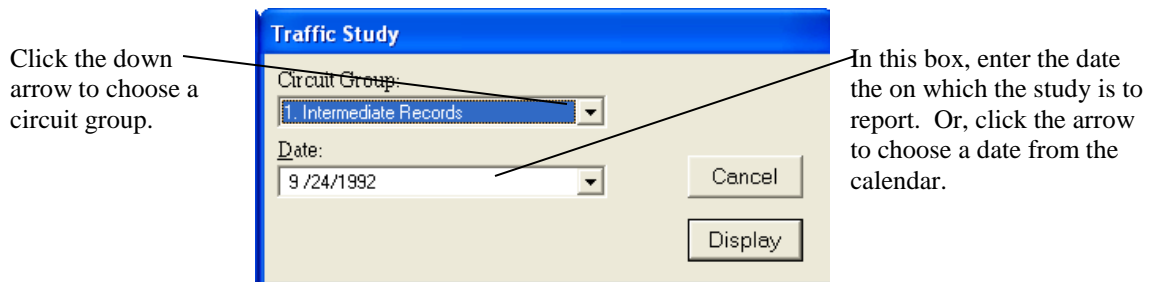 Traffic Study
Click the down
arrow to choose a
circuit group.
Circuit Group:
1. Intermediate Records
Date:
9 /24/1992
Cancel
Display
In this box, enter the date
the on which the study is to
report.  Or, click the arrow
to choose a date from the
calendar.